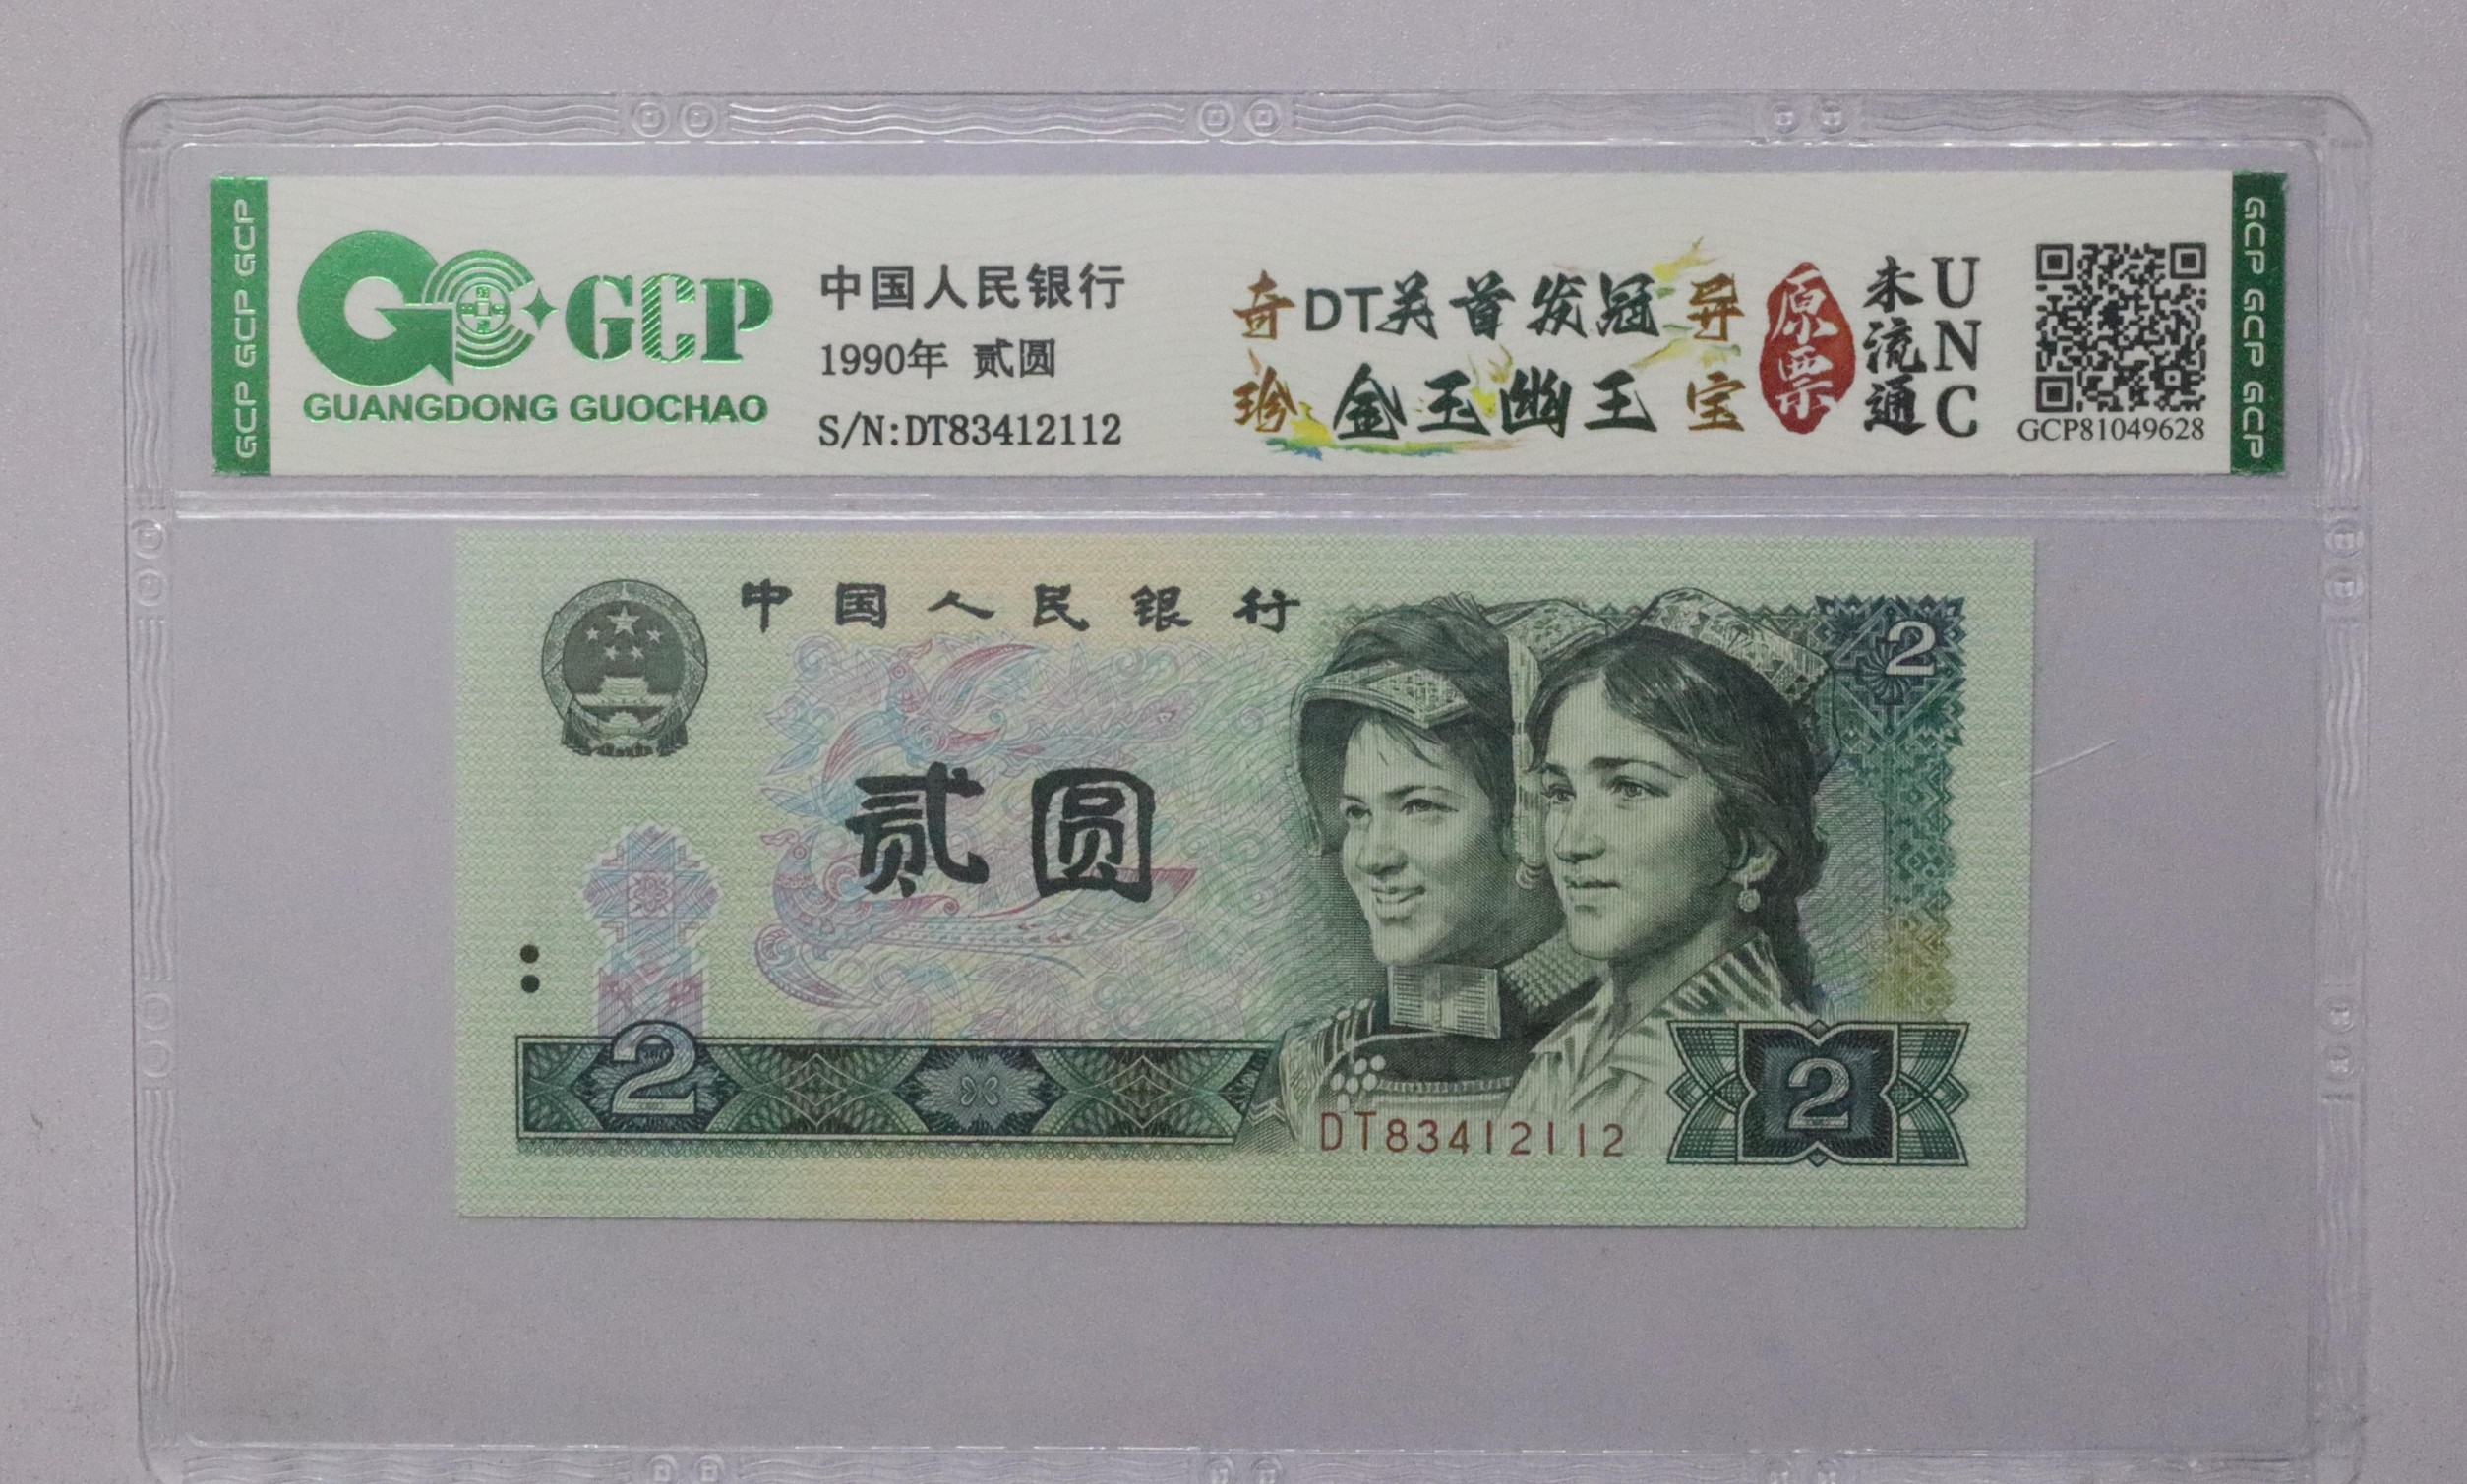 GCP GCP GCP
GCP
GUANGDONG GUOCHAO
中国人民银行
1990年 贰圆
S/N:DT83412112
奇珍
DT关首发冠
金玉幽王
异宝
原票
未流通
UNC
GCP81049628
GCP GCP GCP
中国人民银行
2
贰圆
2
DT83412112
2